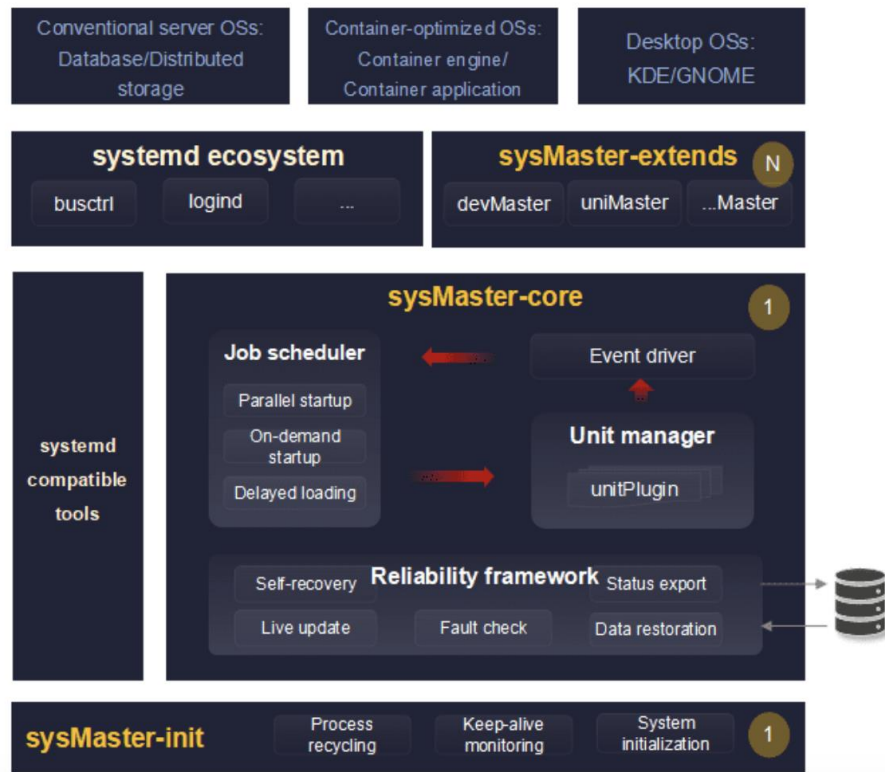 Conventional server OSs:
Database/Distributed
storage
Container-optimized OSs:
Container engine/
Container application
Desktop OSs:
KDE/GNOME
systemd ecosystem
busctrl
logind
...
sysMaster-extends
N
devMaster
uniMaster
...Master
systemd
compatible
tools
sysMaster-core
1
Job scheduler
Parallel startup
On-demand
startup
Delayed loading
Event driver
Unit manager
unitPlugin
Reliability framework
Self-recovery
Status export
Live update
Fault check
Data restoration
sysMaster-init
Process
recycling
Keep-alive
monitoring
System
initialization
1